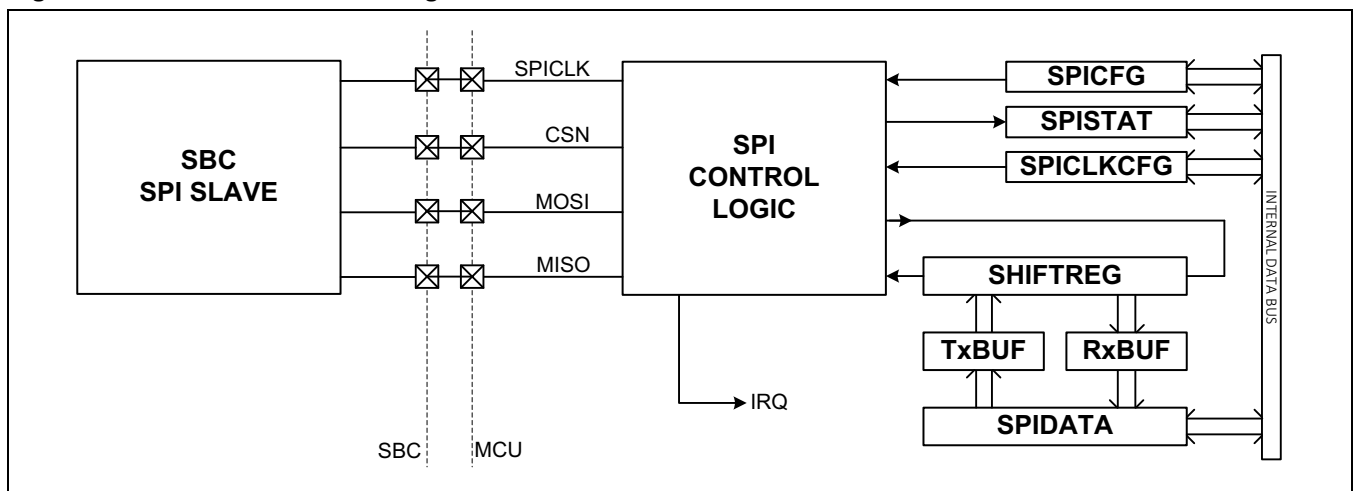 SBC
SPI SLAVE
SPICLK
CSN
MOSI
MISO
SPI
CONTROL
LOGIC
SPICFG
SPISTAT
SPICLKCFG
SHIFTREG
TxBUF
RxBUF
SPIDATA
INTERNAL DATA BUS
IRQ
SBC
MCU